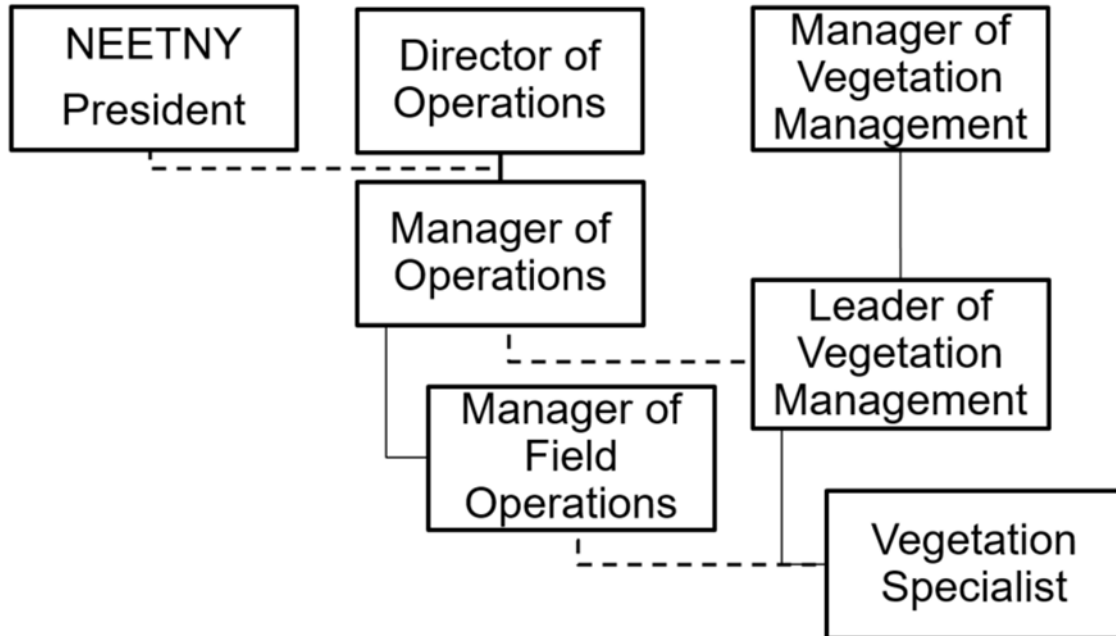 NEETNY
President
Director of
Operations
Manager of
Vegetation
Management
Manager of
Operations
Leader of
Vegetation
Management
Manager of
Field
Operations
Vegetation
Specialist